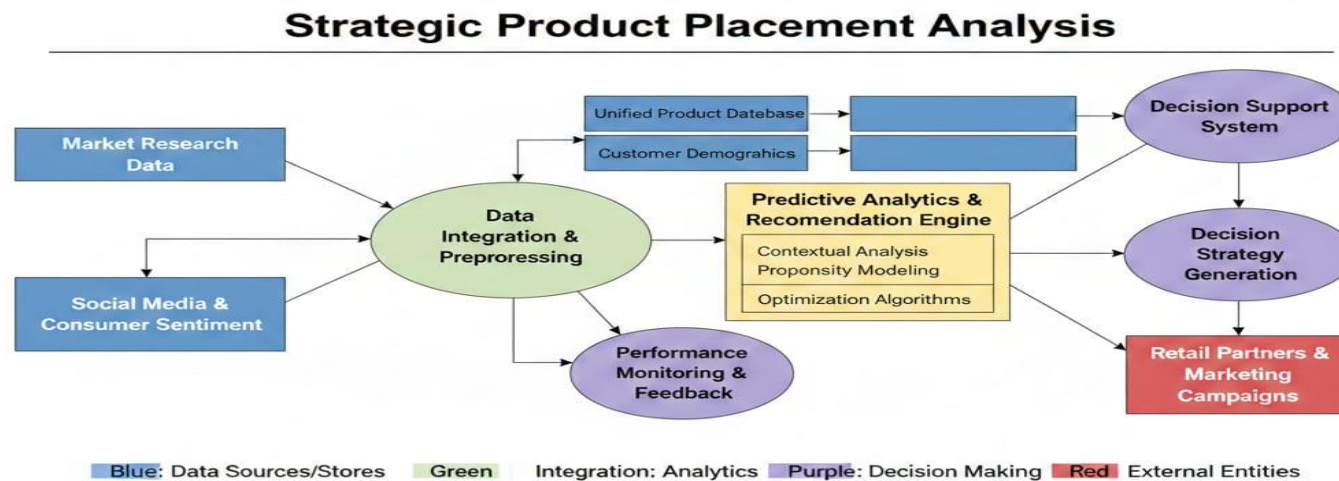 Strategic Product Placement Analysis
Market Research
Data
Social Media &
Consumer Sentiment
Data
Integration &
Preprоressing
Unified Product Datebase
Customer Demograhics
Predictive Analytics &
Recomendation Engine
Contextual Analysis
Proponsity Modeling
Optimization Algorithms
Performance
Monitoring &
Feedback
Decision Support
System
Decision
Strategy
Generation
Retail Partners &
Marketing
Campaigns
Blue: Data Sources/Stores
Green
Integration: Analytics
Purple: Decision Making
Red External Entities